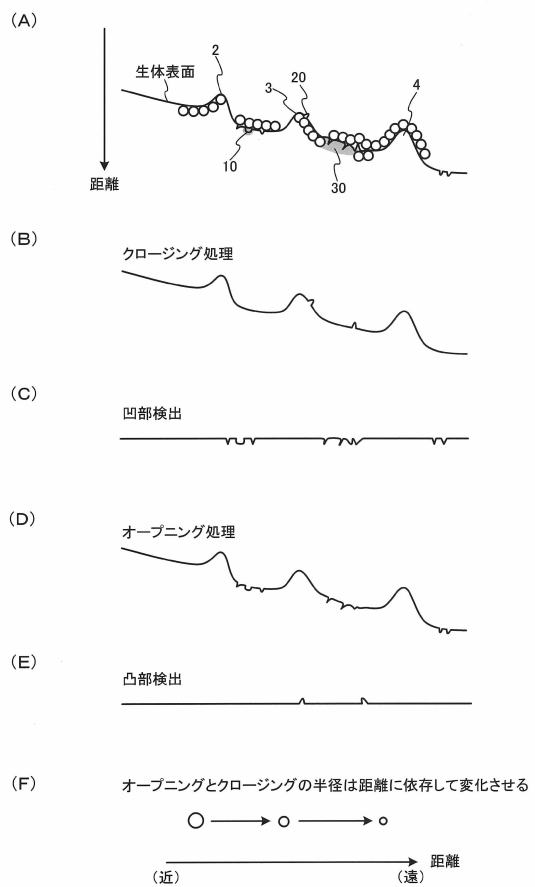 (A)
2
生体表面
3
20
4
10
30
距離
(B)
クロージング処理
(C)
凹部検出
(D)
オープニング処理
(E)
凸部検出
(F)
オープニングとクロージングの半径は距離に依存して変化させる
距離
(近)
(遠)